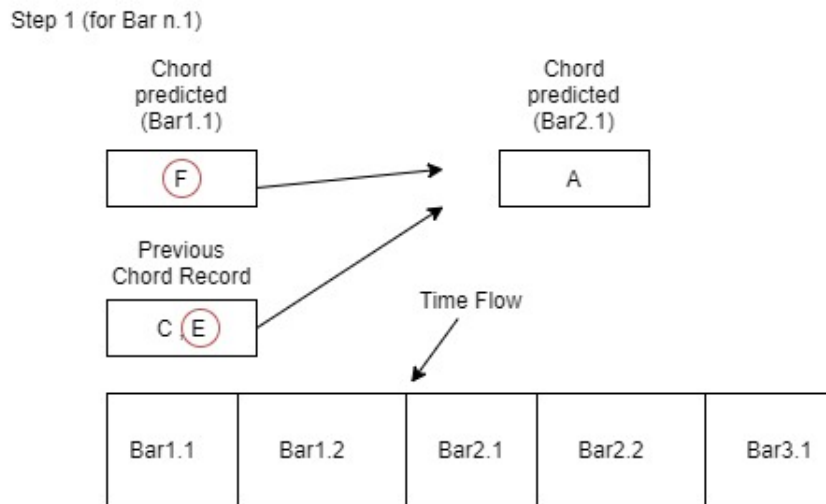 Step 1 (for Bar n.1)
Chord
predicted
(Bar1.1)
Chord
predicted
(Bar2.1)
F
A
Previous
Chord Record
C ,E
Time Flow
Bar1.1
Bar1.2
Bar2.1
Bar2.2
Bar3.1